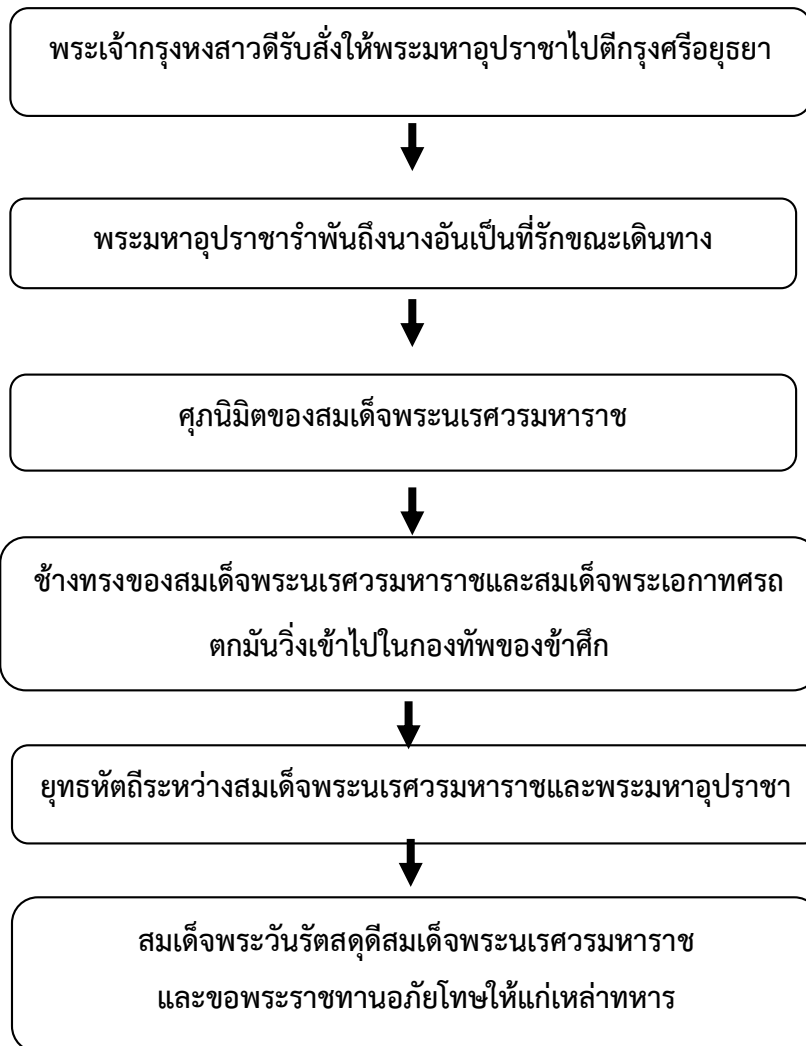 พระเจ้ากรุงหงสาวดีรับสั่งให้พระมหาอุปราชาไปตีกรุงศรีอยุธยา
พระมหาอุปราชารำพันถึงนางอันเป็นที่รักขณะเดินทาง
ศุภนิมิตของสมเด็จพระนเรศวรมหาราช
ช้างทรงของสมเด็จพระนเรศวรมหาราชและสมเด็จพระเอกาทศรถ
ตกมันวิ่งเข้าไปในกองทัพของข้าศึก
ยุทธหัตถีระหว่างสมเด็จพระนเรศวรมหาราชและพระมหาอุปราชา
สมเด็จพระวันรัตสดุดีสมเด็จพระนเรศวรมหาราช
และขอพระราชทานอภัยโทษให้แก่เหล่าทหาร